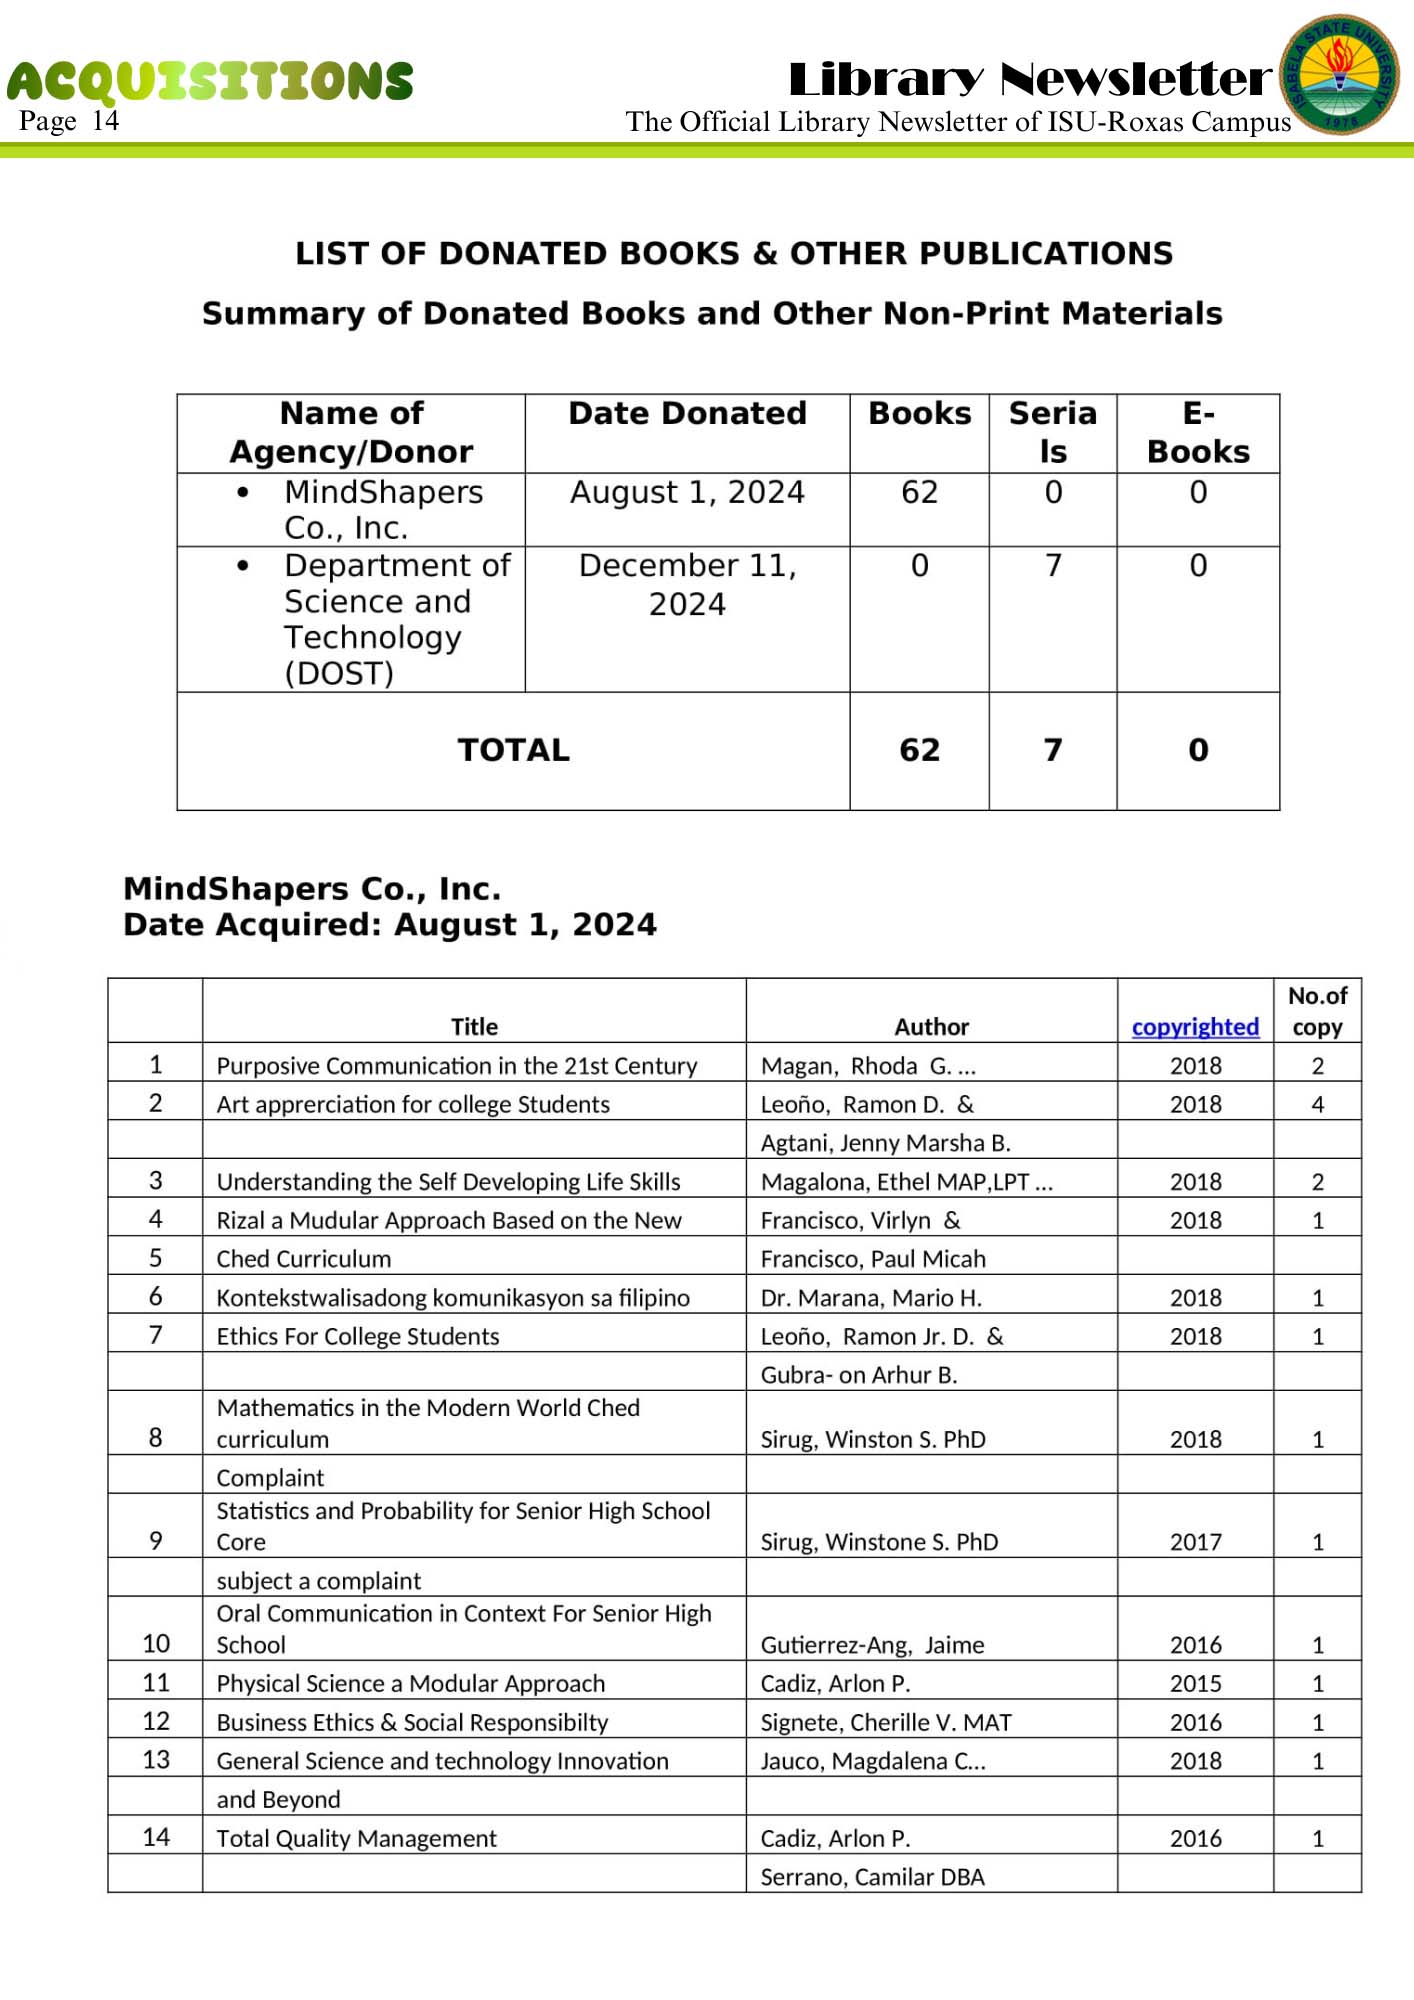 ACQUISITIONS
Page 14
Library Newsletter
The Official Library Newsletter of ISU-Roxas Campus
ISABELA STATE UNIVERSITY
1978
LIST OF DONATED BOOKS & OTHER PUBLICATIONS
Summary of Donated Books and Other Non-Print Materials
Name of Agency/Donor Date Donated Books Serials E-Books
• MindShapers Co., Inc. August 1, 2024 62 0 0
• Department of Science and Technology (DOST) December 11, 2024 0 7 0
TOTAL 62 7 0
MindShapers Co., Inc.
Date Acquired: August 1, 2024
Title Author copyrighted No.of copy
1 Purposive Communication in the 21st Century Magan, Rhoda G. ... 2018 2
2 Art apprerciation for college Students Leoño, Ramon D. & 2018 4
Agtani, Jenny Marsha B.
3 Understanding the Self Developing Life Skills Magalona, Ethel MAP,LPT ... 2018 2
4 Rizal a Mudular Approach Based on the New Francisco, Virlyn & 2018 1
5 Ched Curriculum Francisco, Paul Micah
6 Kontekstwalisadong komunikasyon sa filipino Dr. Marana, Mario H. 2018 1
7 Ethics For College Students Leoño, Ramon Jr. D. & 2018 1
Gubra- on Arhur B.
8 Mathematics in the Modern World Ched curriculum Sirug, Winston S. PhD 2018 1
Complaint
9 Statistics and Probability for Senior High School Core Sirug, Winstone S. PhD 2017 1
subject a complaint
10 Oral Communication in Context For Senior High School Gutierrez-Ang, Jaime 2016 1
11 Physical Science a Modular Approach Cadiz, Arlon P. 2015 1
12 Business Ethics & Social Responsibilty Signete, Cherille V. MAT 2016 1
13 General Science and technology Innovation Jauco, Magdalena C... 2018 1
and Beyond
14 Total Quality Management Cadiz, Arlon P. 2016 1
Serrano, Camilar DBA